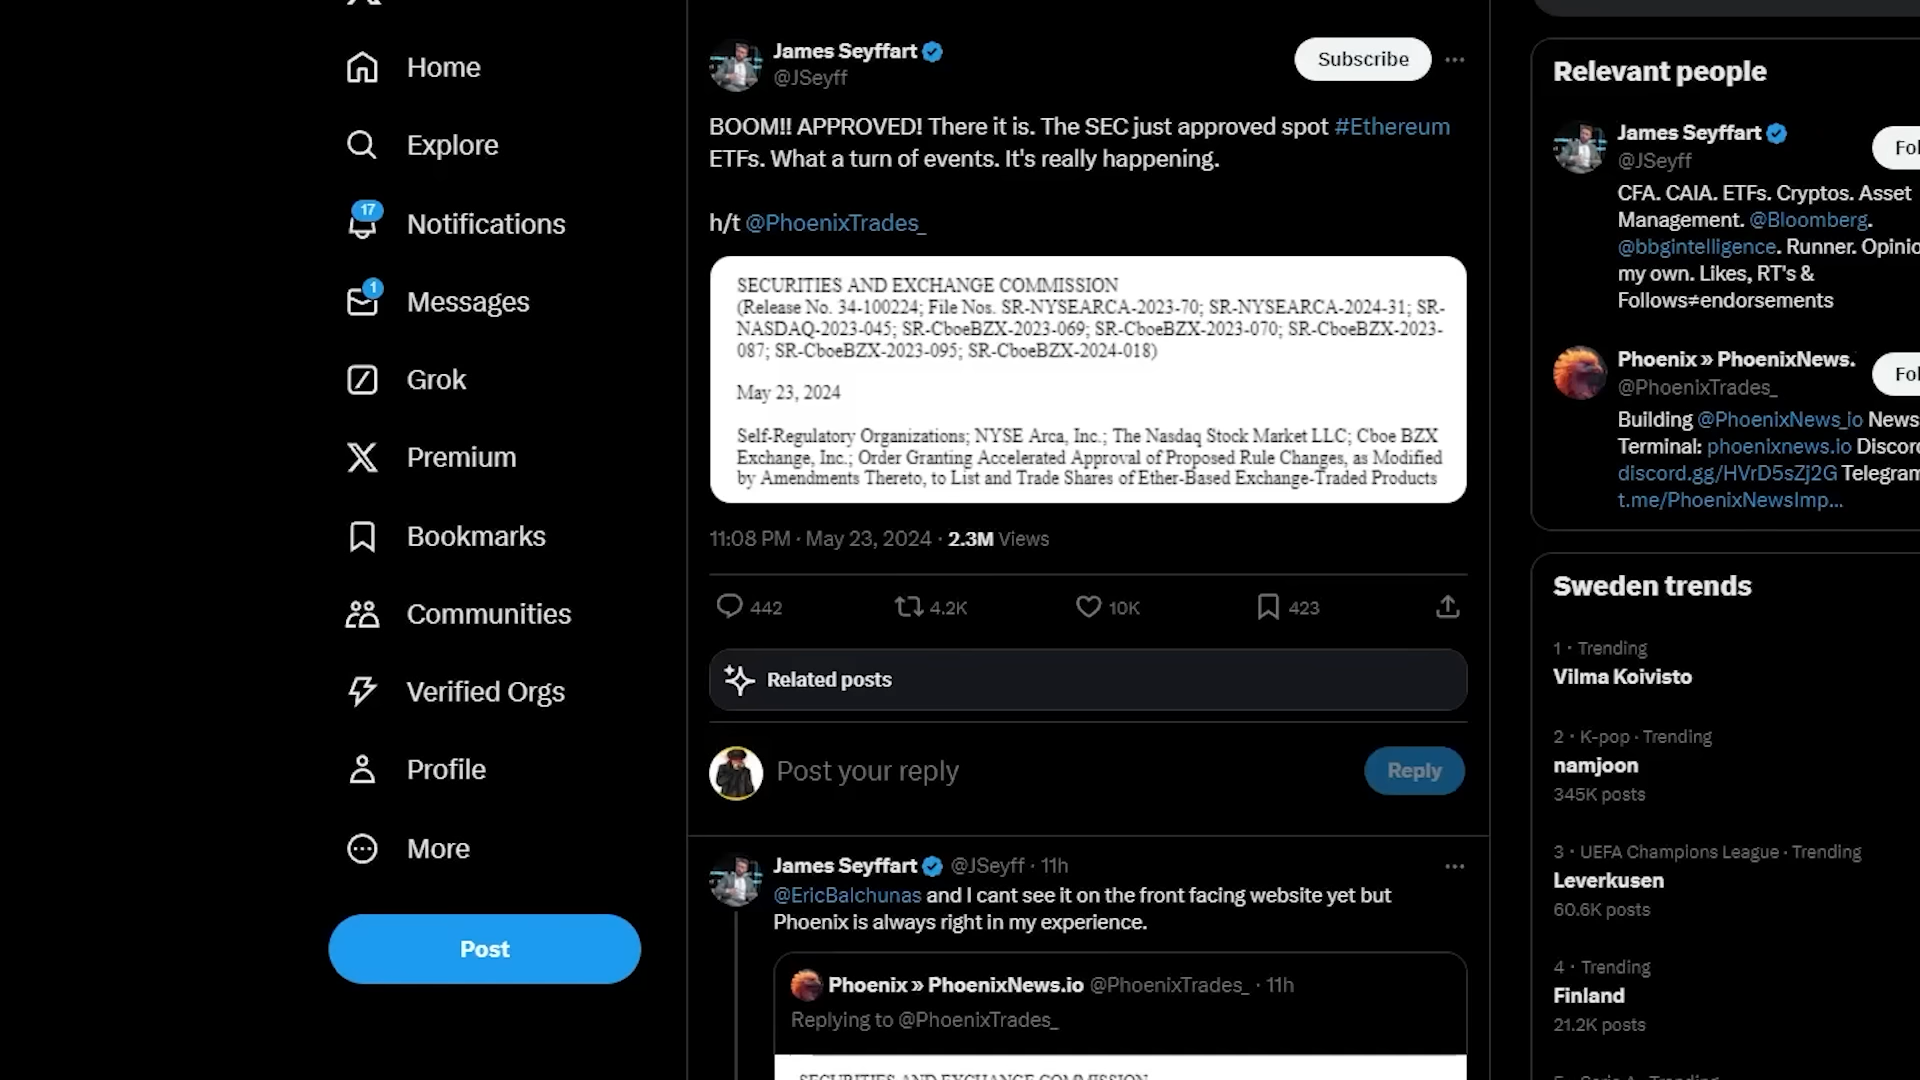 Home
Explore
17
Notifications
1
Messages
Grok
Premium
Bookmarks
Communities
Verified Orgs
Profile
More
Post
James Seyffart
@JSeyff
Subscribe
BOOM!! APPROVED! There it is. The SEC just approved spot #Ethereum
ETFs. What a turn of events. It's really happening.
h/t @PhoenixTrades_
SECURITIES AND EXCHANGE COMMISSION
(Release No. 34-100224; File Nos. SR-NYSEARCA-2023-70; SR-NYSEARCA-2024-31; SR-
NASDAQ-2023-045; SR-CboeBZX-2023-069; SR-CboeBZX-2023-070; SR-CboeBZX-2023-
087; SR-CboeBZX-2023-095; SR-CboeBZX-2024-018)
May 23, 2024
Self-Regulatory Organizations; NYSE Arca, Inc.; The Nasdaq Stock Market LLC; Cboe BZX
Exchange, Inc.; Order Granting Accelerated Approval of Proposed Rule Changes, as Modified
by Amendments Thereto, to List and Trade Shares of Ether-Based Exchange-Traded Products
11:08 PM · May 23, 2024 · 2.3M Views
442 4.2K 10K 423
Related posts
Post your reply
Reply
James Seyffart @JSeyff · 11h
@EricBalchunas and I cant see it on the front facing website yet but
Phoenix is always right in my experience.
Phoenix » PhoenixNews.io @PhoenixTrades_ · 11h
Replying to @PhoenixTrades_
SECURITIES AND EXCHANGE COMMISSION
Relevant people
James Seyffart
@JSeyff
Fol
CFA. CAIA. ETFs. Cryptos. Asset
Management. @Bloomberg.
@bbgintelligence. Runner. Opinio
my own. Likes, RT's &
Follows≠endorsements
Phoenix » PhoenixNews.
@PhoenixTrades_
Fol
Building @PhoenixNews_io News
Terminal: phoenixnews.io Discord
discord.gg/HVrD5sZj2G Telegram
t.me/PhoenixNewsImp...
Sweden trends
1 · Trending
Vilma Koivisto
2 · K-pop · Trending
namjoon
345K posts
3 · UEFA Champions League · Trending
Leverkusen
60.6K posts
4 · Trending
Finland
21.2K posts